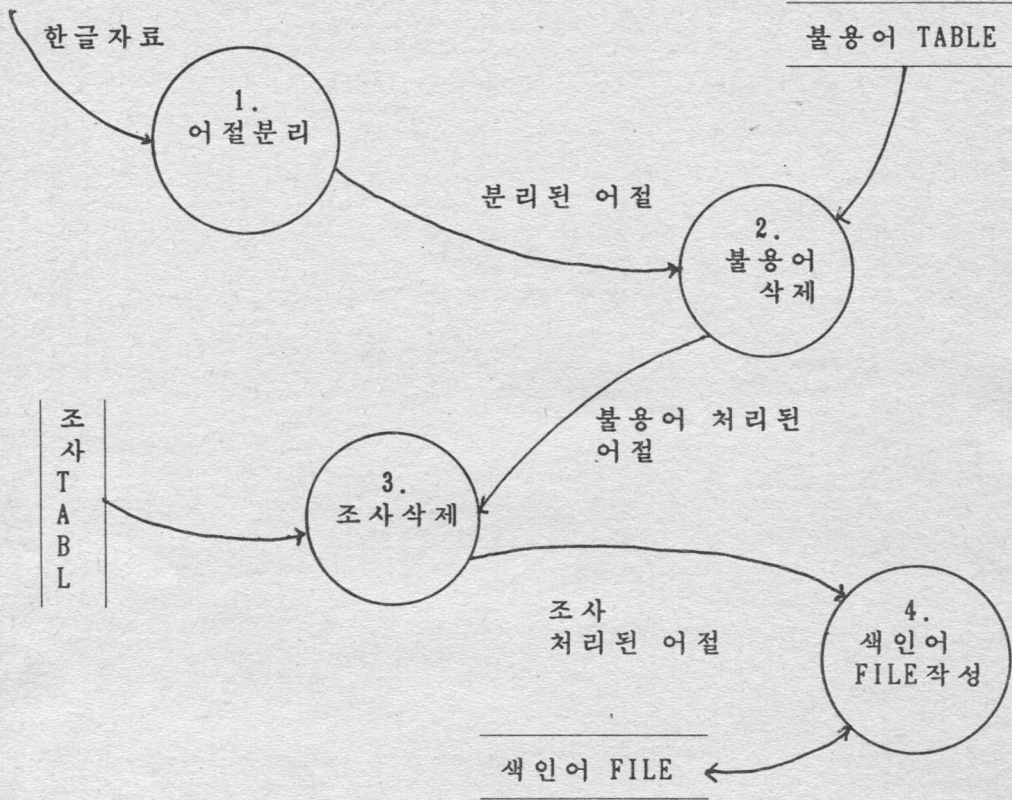 한글자료
불용어 TABLE
1.
어절분리
분리된 어절
2.
불용어
삭제
불용어 처리된
어절
조
사
T
A
B
L
3.
조사삭제
조사
처리된 어절
4.
색인어
FILE작성
색인어 FILE